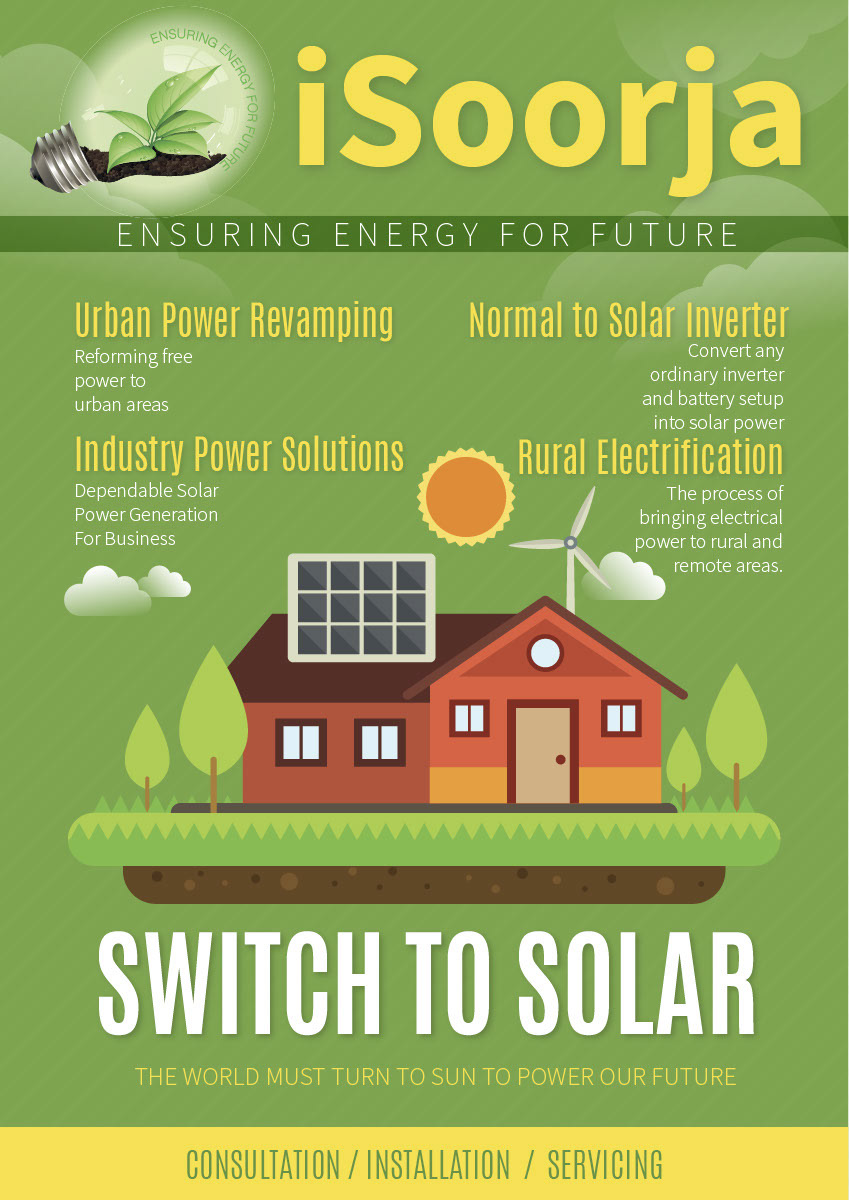 ENSURING ENERGY FOR FUTURE
iSoorja
ENSURING ENERGY FOR FUTURE
Urban Power Revamping
Reforming free
power to
urban areas
Normal to Solar Inverter
Convert any
ordinary inverter
and battery setup
into solar power
Industry Power Solutions
Dependable Solar
Power Generation
For Business
Rural Electrification
The process of
bringing electrical
power to rural and
remote areas.
SWITCH TO SOLAR
THE WORLD MUST TURN TO SUN TO POWER OUR FUTURE
CONSULTATION / INSTALLATION / SERVICING